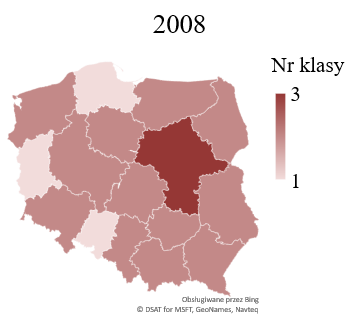 2008
Nr klasy
3
1
Obsługiwane przez Bing
© DSAT for MSFT, GeoNames, Navteq